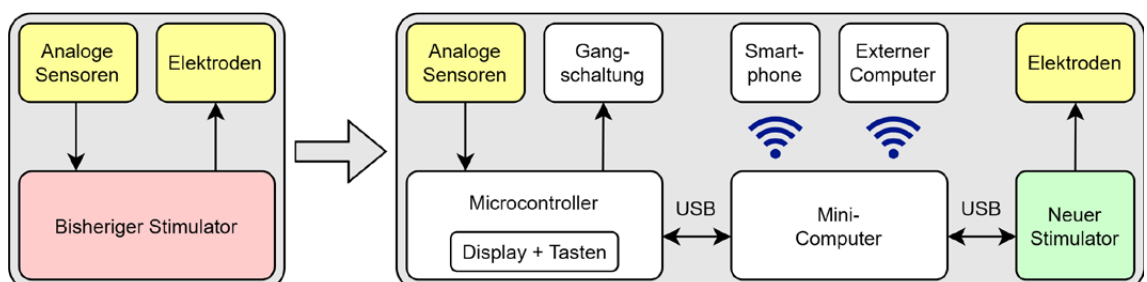 Analoge
Sensoren
Elektroden
Bisheriger Stimulator
Analoge
Sensoren
Gang-
schaltung
Smart-
phone
Externer
Computer
Elektroden
Microcontroller
Display + Tasten
USB
Mini-
Computer
USB
Neuer
Stimulator